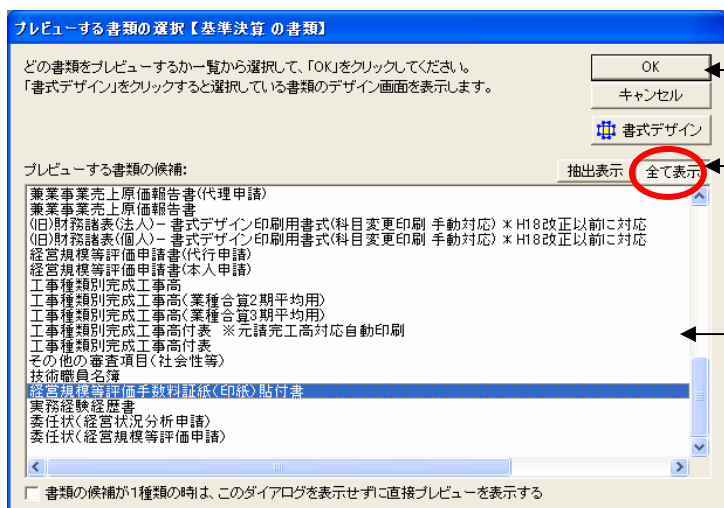 プレビューする書類の選択【基準決算 の書類】
どの書類をプレビューするか一覧から選択して、「OK」をクリックしてください。
「書式デザイン」をクリックすると選択している書類のデザイン画面を表示します。
OK
キャンセル
書式デザイン
プレビューする書類の候補:
抽出表示
全て表示
兼業事業売上原価報告書(代理申請)
兼業事業売上原価報告書
(旧)財務諸表(法人)- 書式デザイン印刷用書式(科目変更印刷 手動対応) *H18改正以前に対応
(旧)財務諸表(個人)- 書式デザイン印刷用書式(科目変更印刷 手動対応) *H18改正以前に対応
経営規模等評価申請書(代行申請)
経営規模等評価申請書(本人申請)
工事種類別完成工事高
工事種類別完成工事高(業種合算2期平均用)
工事種類別完成工事高(業種合算3期平均用)
工事種類別完成工事高付表 ※元請完工高対応自動印刷
工事種類別完成工事高付表
その他の審査項目(社会性等)
技術職員名簿
経営規模等評価手数料証紙(印紙)貼付書
実務経験経歴書
委任状(経営状況分析申請)
委任状(経営規模等評価申請)
書類の候補が1種類の時は、このダイアログを表示せずに直接プレビューを表示する